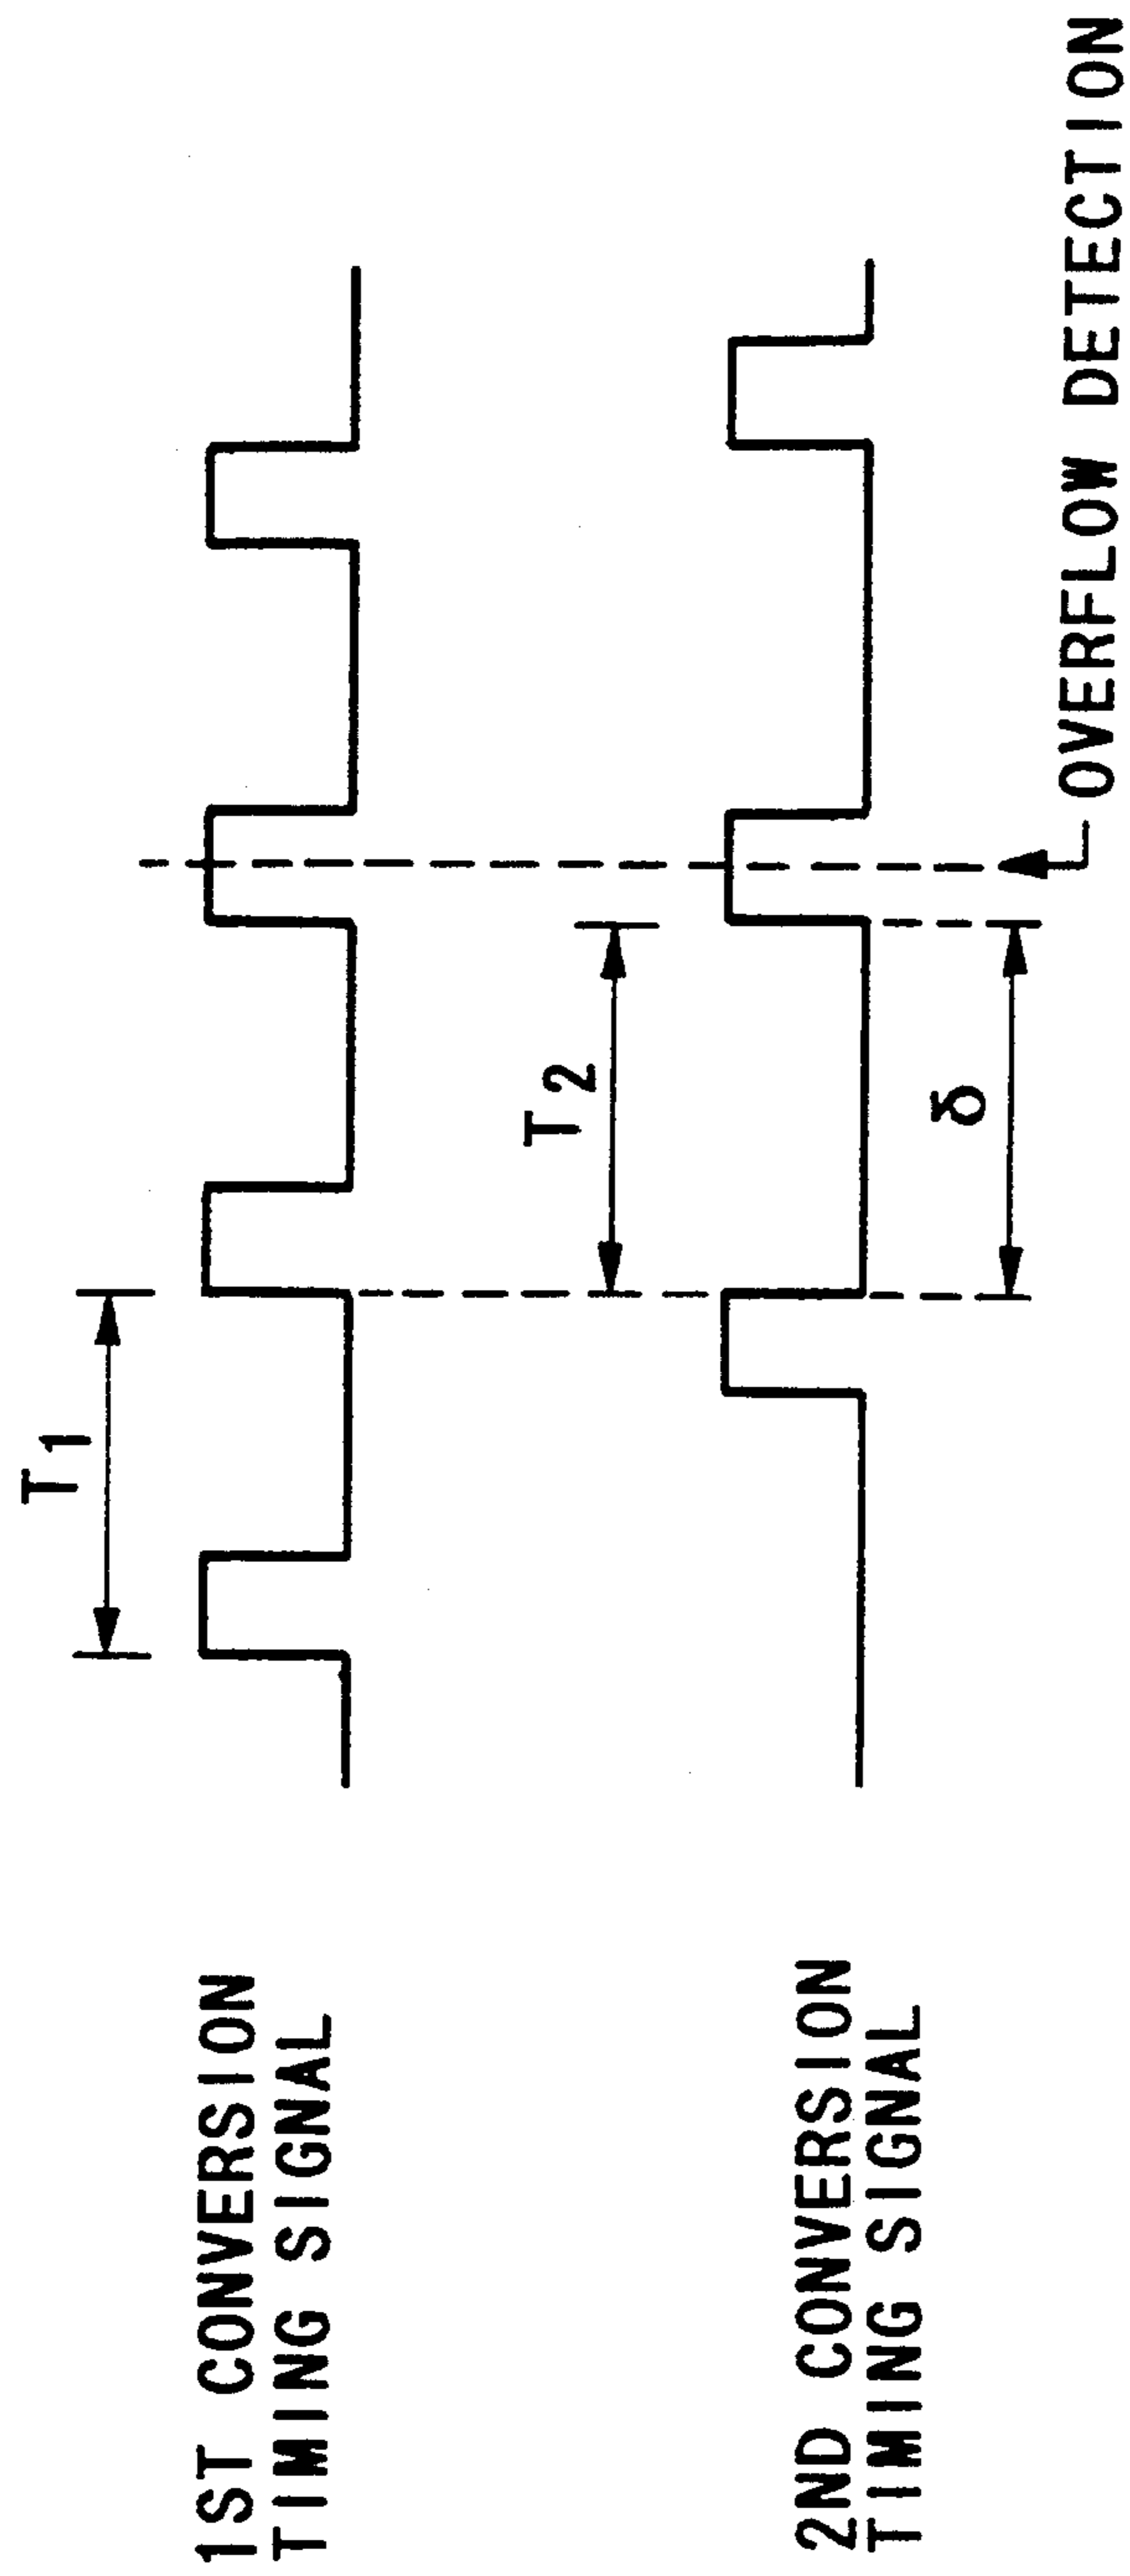 T1
1ST CONVERSION
TIMING SIGNAL
T2
2ND CONVERSION
TIMING SIGNAL
δ
OVERFLOW DETECTION